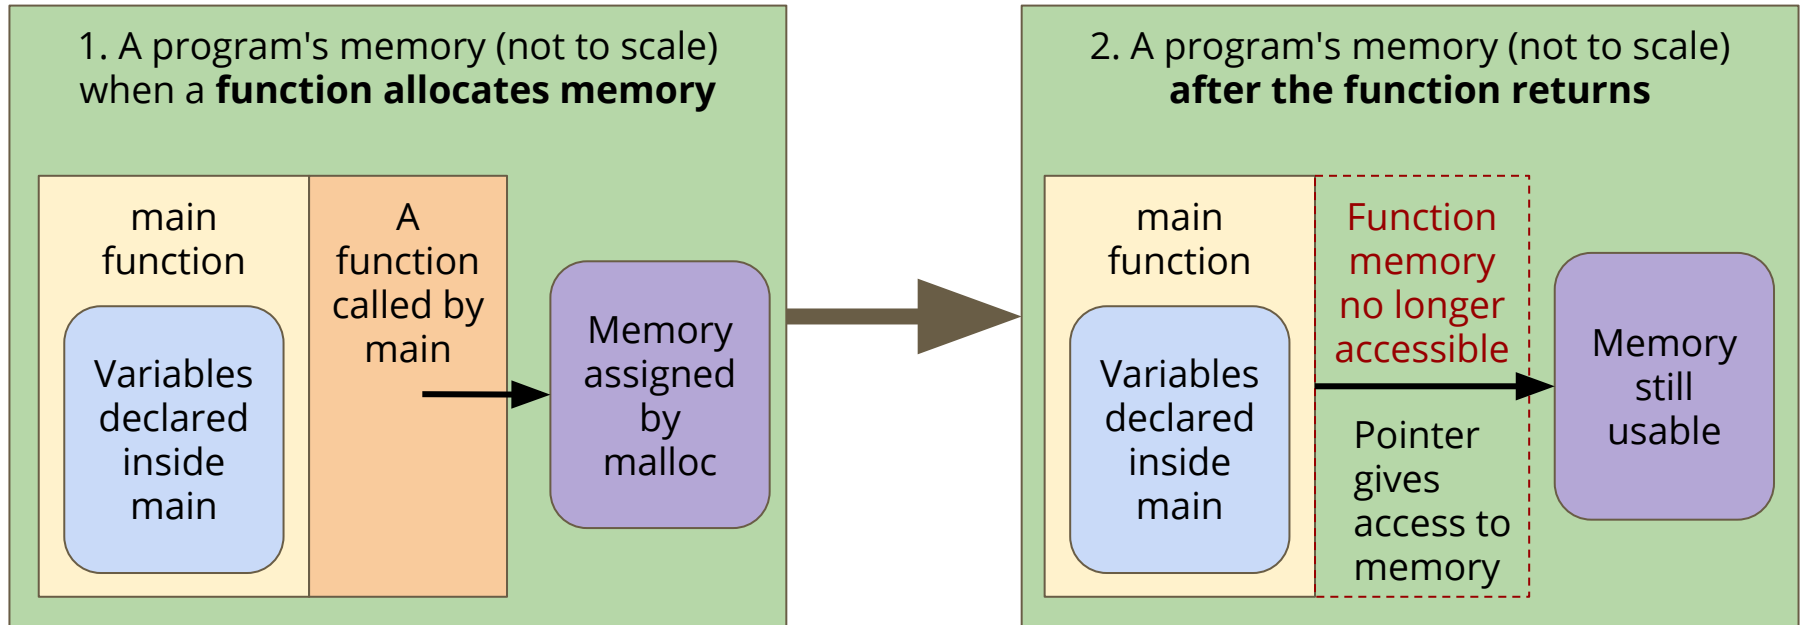 1. A program's memory (not to scale)
when a function allocates memory
main
function
Variables
declared
inside
main
A
function
called by
main
Memory
assigned
by
malloc
2. A program's memory (not to scale)
after the function returns
main
function
Variables
declared
inside
main
Function
memory
no longer
accessible
Pointer
gives
access to
memory
Memory
still
usable